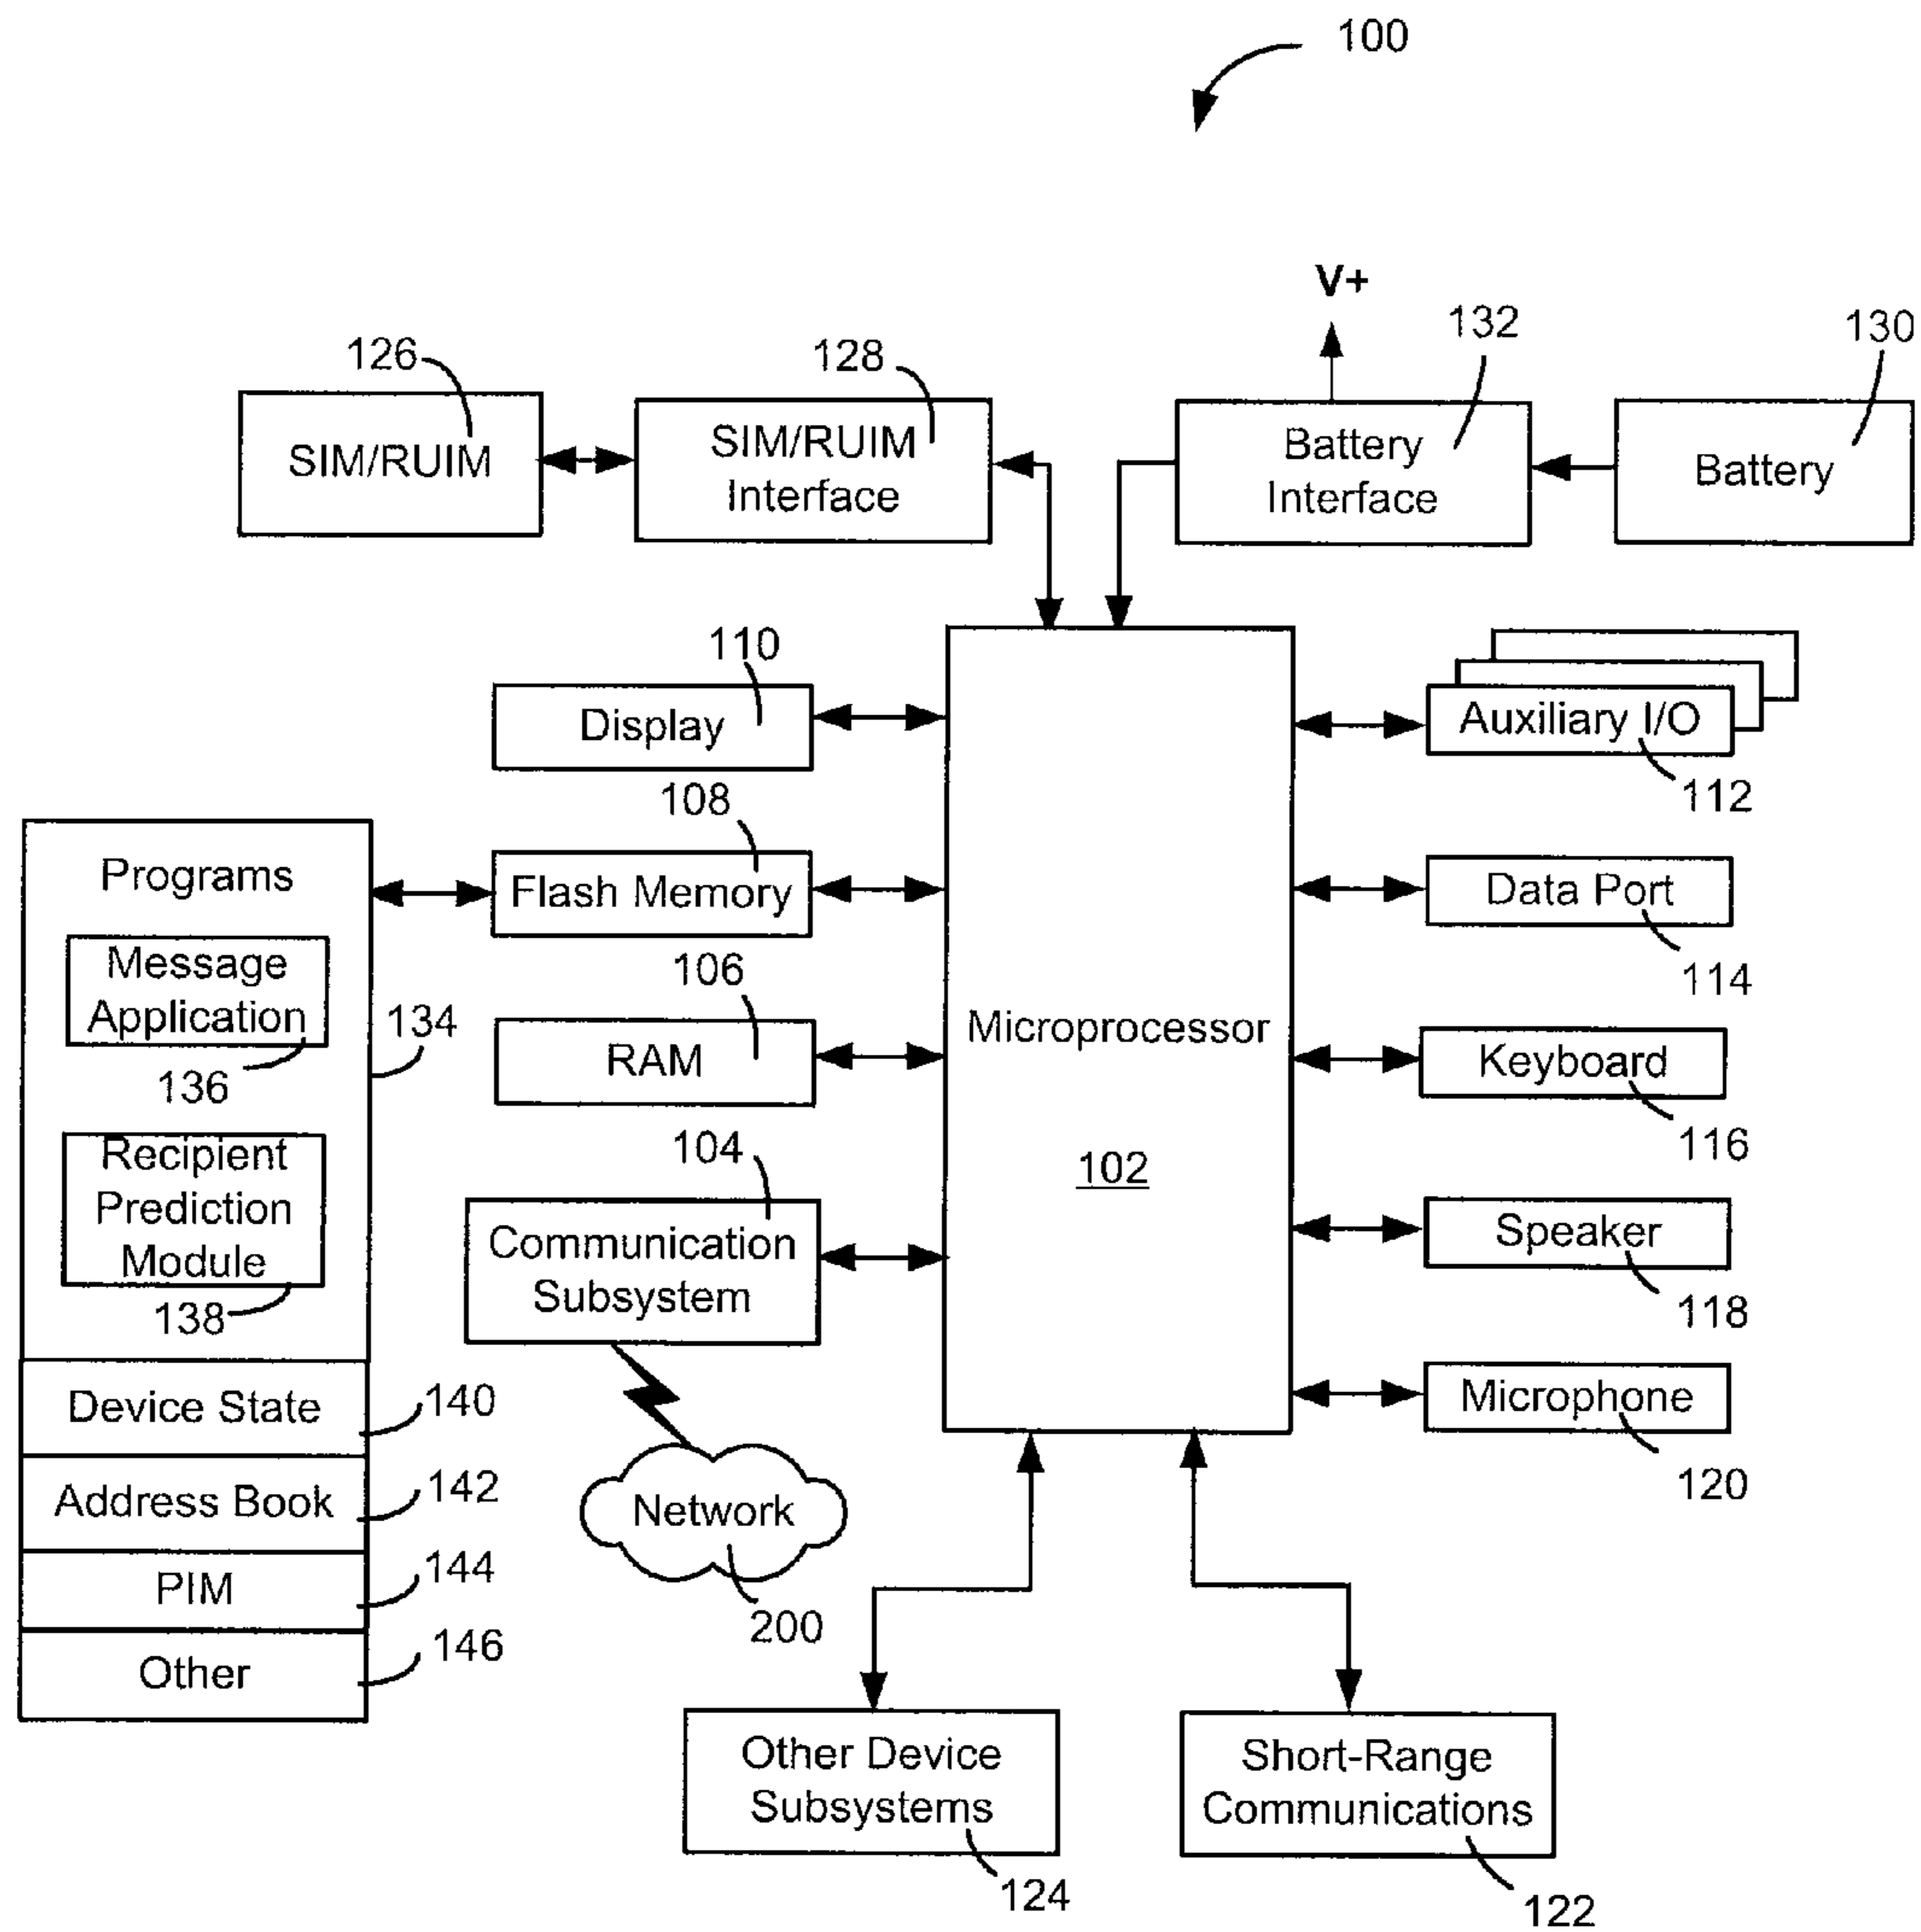 100
V+
126
128
132
130
SIM/RUIM
SIM/RUIM
Interface
Battery
Interface
Battery
110
Display
Auxiliary I/O
112
108
Programs
Flash Memory
Data Port
114
Message
Application
136
134
106
RAM
Microprocessor
102
Keyboard
116
Recipient
Prediction
Module
138
104
Communication
Subsystem
Speaker
118
Device State
140
Microphone
120
Address Book
142
Network
200
PIM
144
Other
146
Other Device
Subsystems
124
Short-Range
Communications
122